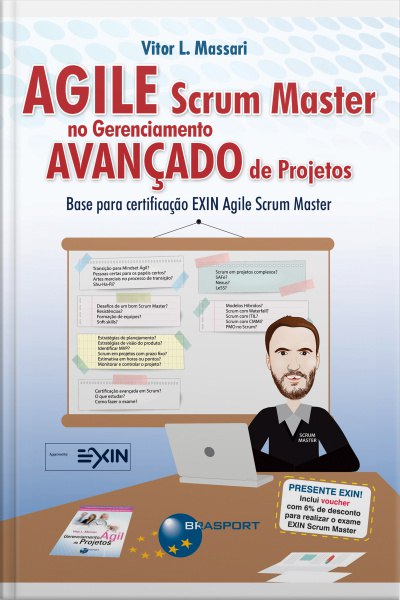 Vitor L. Massari
AGILE Scrum Master
no Gerenciamento
AVANÇADO de Projetos
Base para certificação EXIN Agile Scrum Master
Transição para Mindset Ágil?
Pessoas certas para os papéis certos?
Artes marciais no processo de transição?
Shu-Ha-Ri?
Scrum em projetos complexos?
SAFe?
Nexus?
LeSS?
Desafios de um bom Scrum Master?
Resistências?
Formação de equipes?
Soft skills?
Modelos Híbridos?
Scrum com Waterfall?
Scrum com ITIL?
Scrum com CMMI?
PMO no Scrum?
Estratégias de planejamento?
Estratégias de visão do produto?
Identificar MVP?
Scrum em projetos com prazo fixo?
Estimativa em horas ou pontos?
Monitorar e controlar o projeto?
Certificação avançada em Scrum?
O que estudar?
Como fazer o exame?
SCRUM
MASTER
EXIN
PRESENTE EXIN!
Inclui voucher
com 6% de desconto
para realizar o exame
EXIN Scrum Master
Vitor L. Massari
Gerenciamento
Ágil
de Projetos
BRASPORT